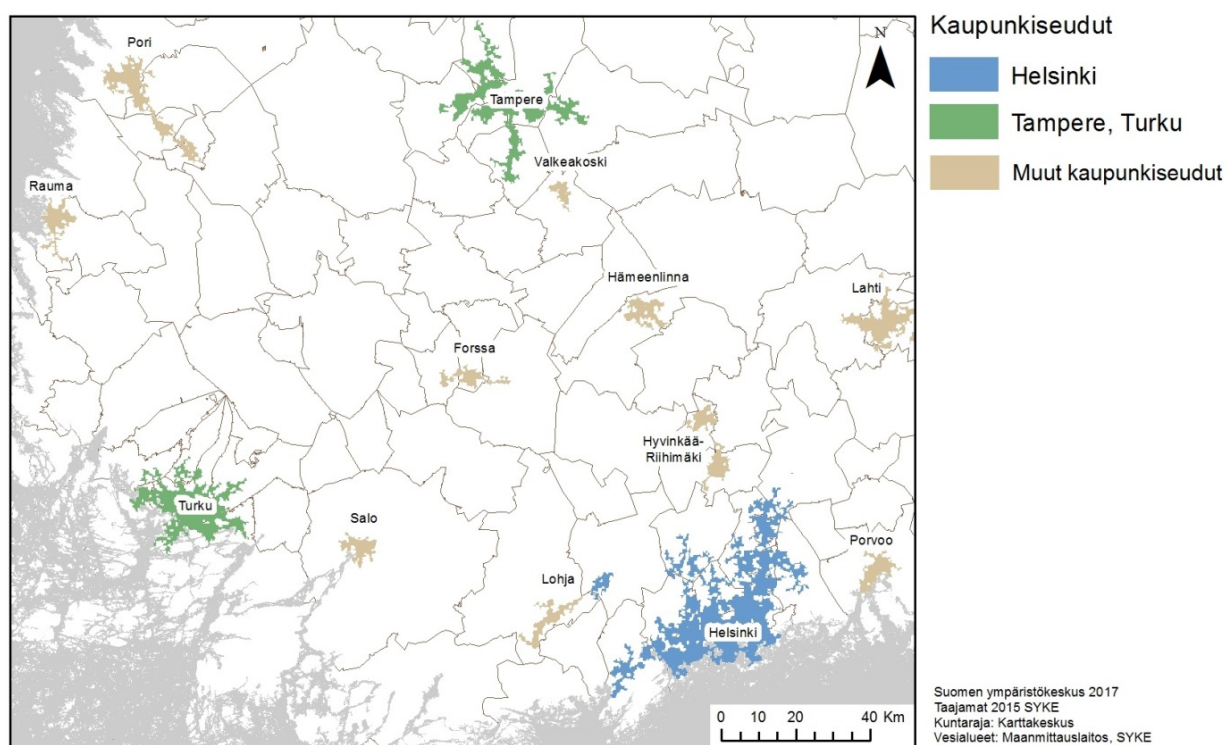 Kaupunkiseudut
Helsinki
Tampere, Turku
Muut kaupunkiseudut
N
Pori
Tampere
Valkeakoski
Rauma
Hämeenlinna
Lahti
Forssa
Hyvinkää-
Riihimäki
Turku
Salo
Porvoo
Lohja
Helsinki
0 10 20 40 Km
Suomen ympäristökeskus 2017
Taajamat 2015 SYKE
Kuntaraja: Karttakeskus
Vesialueet: Maanmittauslaitos, SYKE